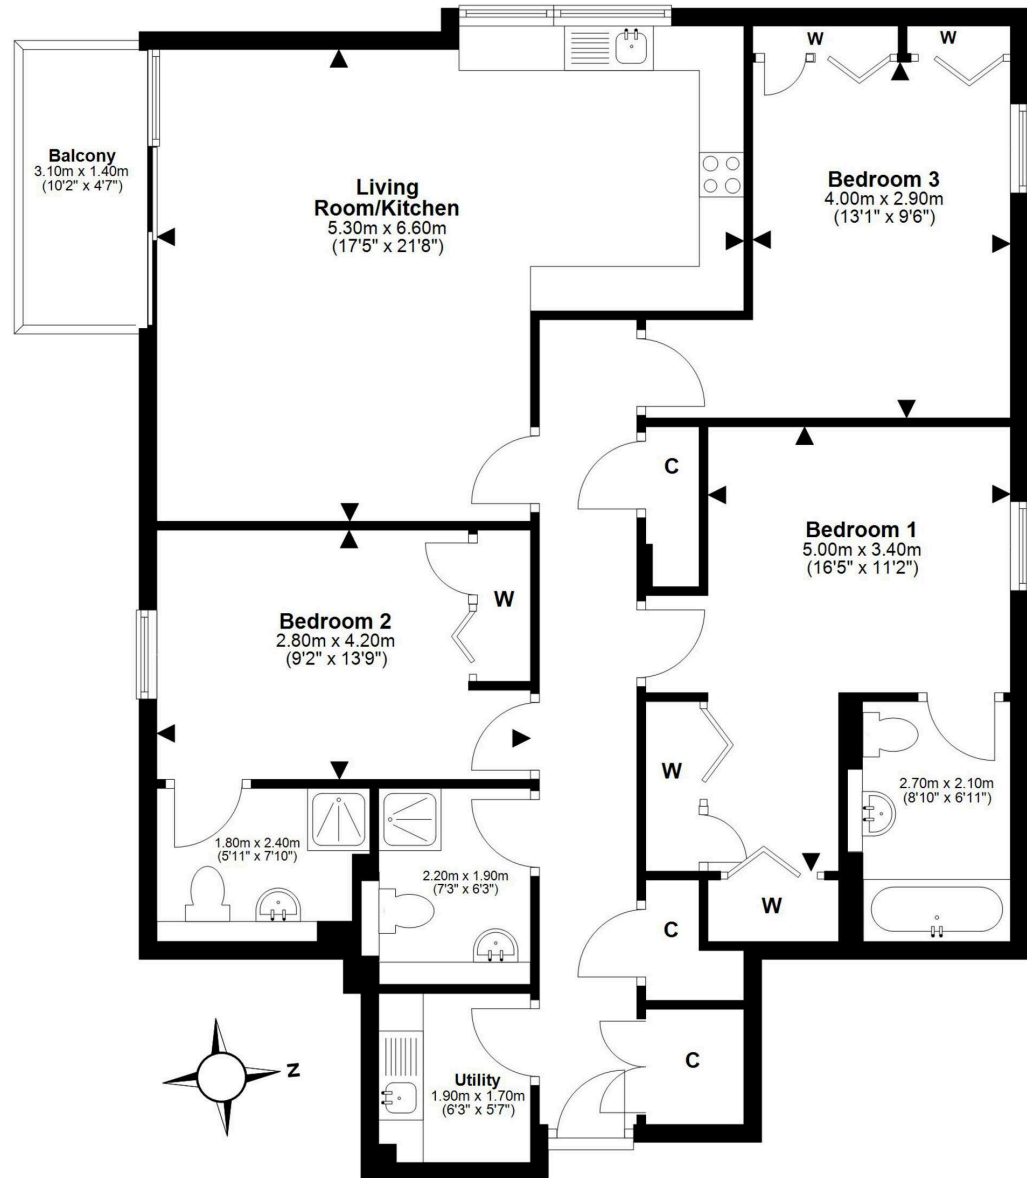 W
W
Balcony
3.10m x 1.40m
(10'2" x 4'7")
Living
Room/Kitchen
5.30m x 6.60m
(17'5" x 21'8")
Bedroom 3
4.00m x 2.90m
(13'1" x 9'6")
C
Bedroom 1
5.00m x 3.40m
(16'5" x 11'2")
W
Bedroom 2
2.80m x 4.20m
(9'2" x 13'9")
W
2.70m x 2.10m
(8'10" x 6'11")
1.80m x 2.40m
(5'11" x 7'10")
2.20m x 1.90m
(7'3" x 6'3")
W
C
C
Utility
1.90m x 1.70m
(6'3" x 5'7")
N